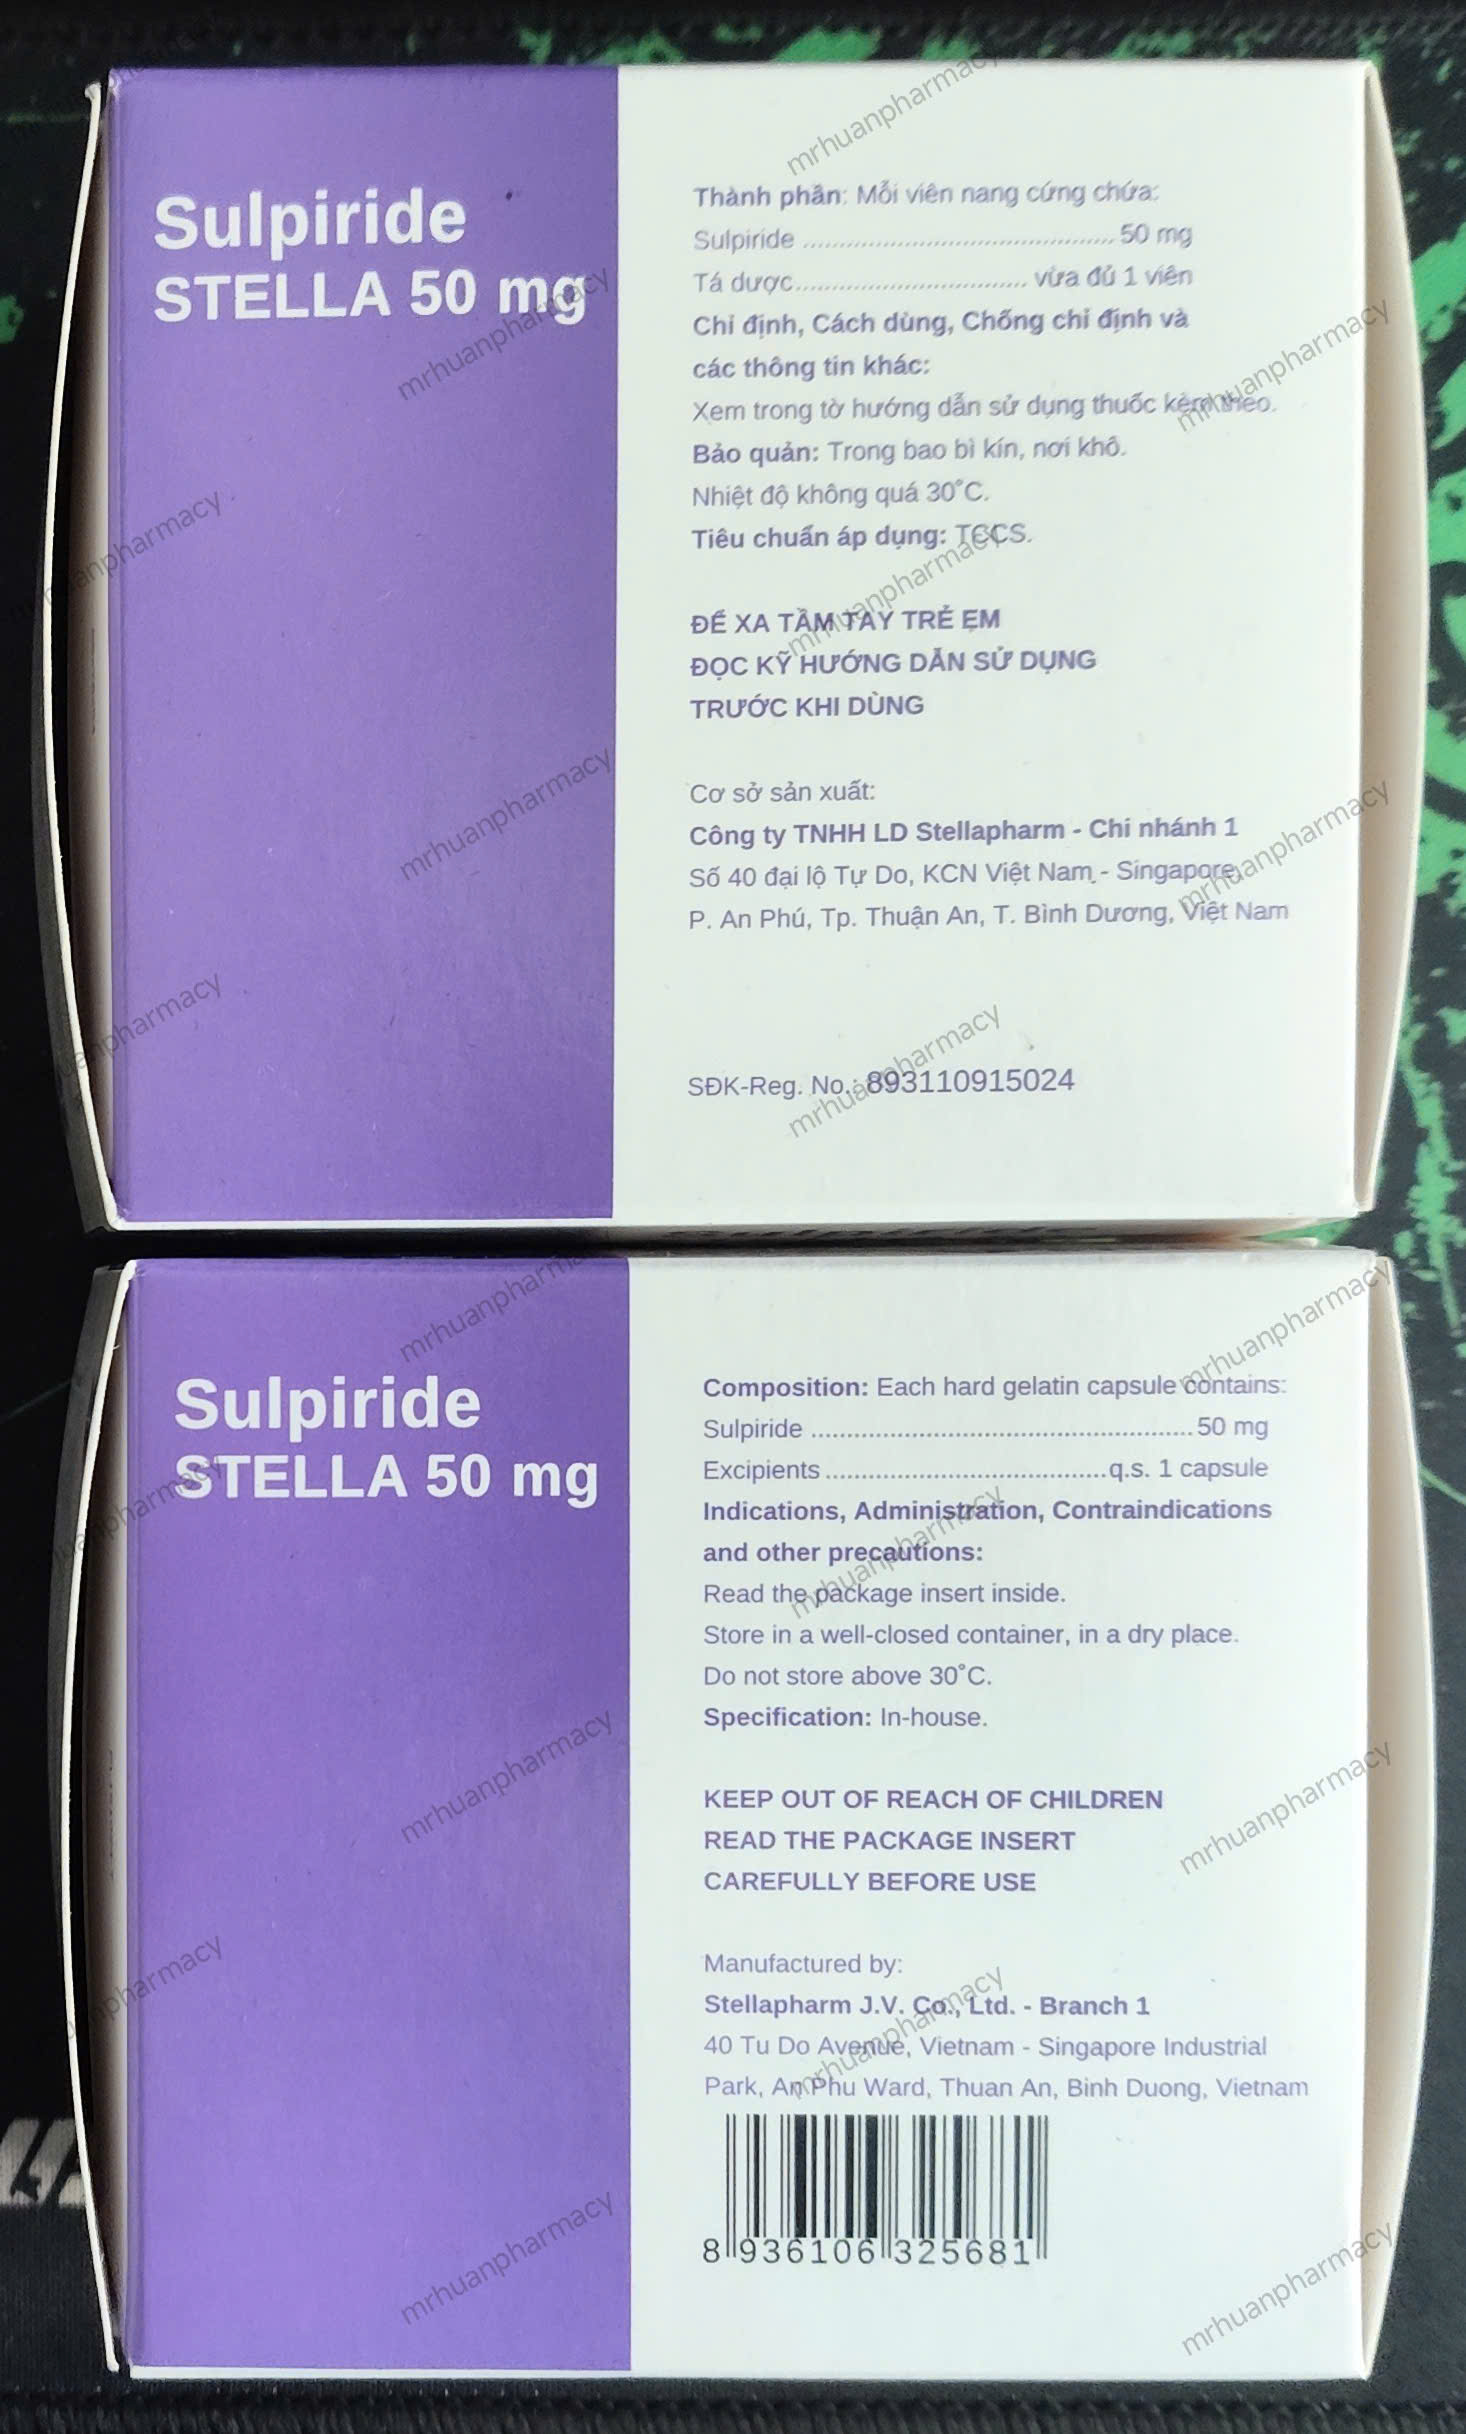 Sulpiride
STELLA 50 mg
Thành phần: Mỗi viên nang cứng chứa:
Sulpiride ........................................... 50 mg
Tá dược................................ vừa đủ 1 viên
Chỉ định, Cách dùng, Chống chỉ định và
các thông tin khác:
Xem trong tờ hướng dẫn sử dụng thuốc kèm theo.
Bảo quản: Trong bao bì kín, nơi khô.
Nhiệt độ không quá 30°C.
Tiêu chuẩn áp dụng: TCCS.
ĐỂ XA TẦM TAY TRẺ EM
ĐỌC KỸ HƯỚNG DẪN SỬ DỤNG
TRƯỚC KHI DÙNG
Cơ sở sản xuất:
Công ty TNHH LD Stellapharm - Chi nhánh 1
Số 40 đại lộ Tự Do, KCN Việt Nam - Singapore,
P. An Phú, Tp. Thuận An, T. Bình Dương, Việt Nam
SĐK-Reg. No.: 893110915024
Sulpiride
STELLA 50 mg
Composition: Each hard gelatin capsule contains:
Sulpiride ..................................................... 50 mg
Excipients .......................................q.s. 1 capsule
Indications, Administration, Contraindications
and other precautions:
Read the package insert inside.
Store in a well-closed container, in a dry place.
Do not store above 30°C.
Specification: In-house.
KEEP OUT OF REACH OF CHILDREN
READ THE PACKAGE INSERT
CAREFULLY BEFORE USE
Manufactured by:
Stellapharm J.V. Co., Ltd. - Branch 1
40 Tu Do Avenue, Vietnam - Singapore Industrial
Park, An Phu Ward, Thuan An, Binh Duong, Vietnam
8 936106 325681
mrhuanpharmacy